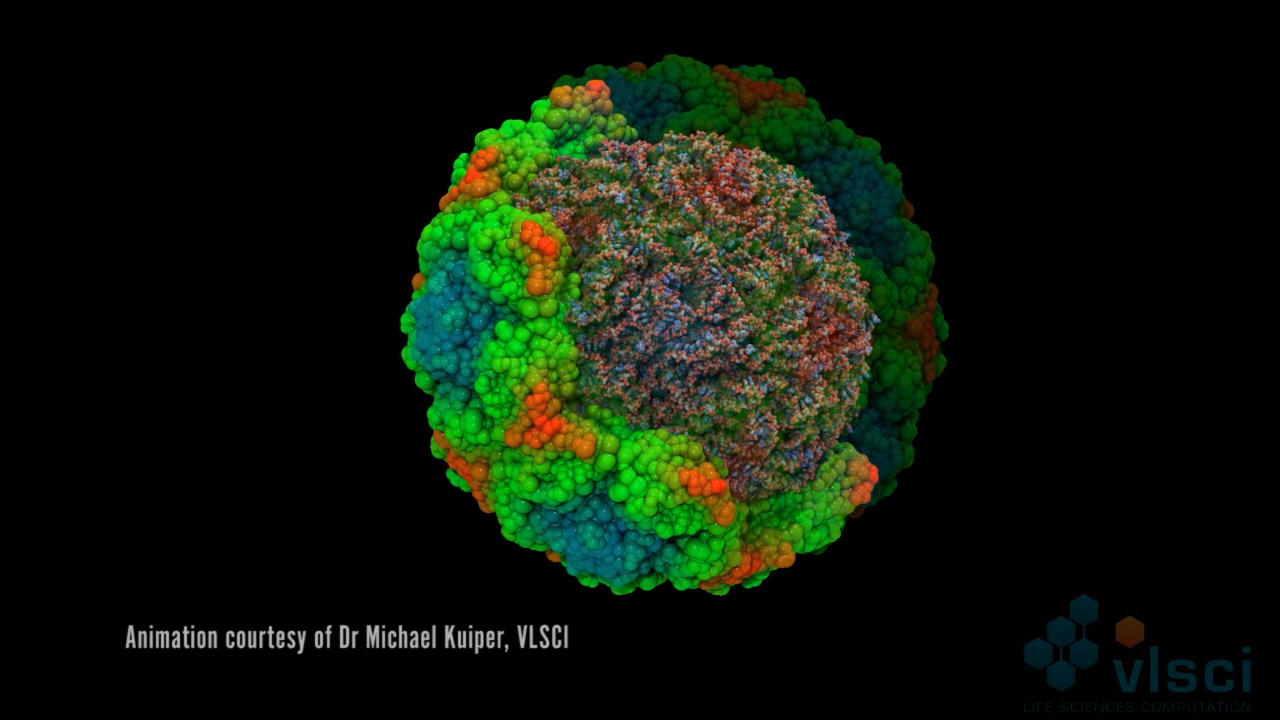 Animation courtesy of Dr Michael Kuiper, VLSCI
vlsci
LIFE SCIENCES COMPUTATION